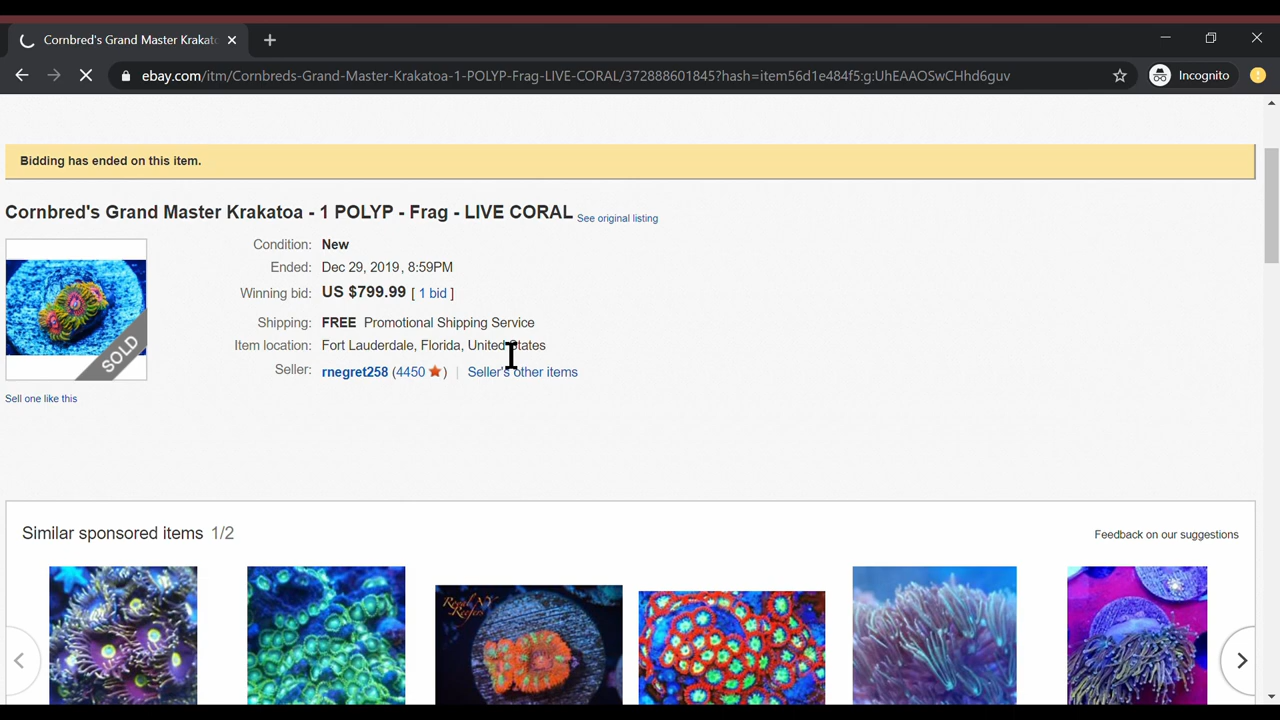 Cornbred's Grand Master Krakato
Incognito
ebay.com/itm/Cornbreds-Grand-Master-Krakatoa-1-POLYP-Frag-LIVE-CORAL/372888601845?hash=item56d1e484f5:g:UhEAAOSwCHhd6guv
Bidding has ended on this item.
Cornbred's Grand Master Krakatoa - 1 POLYP - Frag - LIVE CORAL See original listing
Condition: New
Ended: Dec 29, 2019, 8:59PM
Winning bid: US $799.99 [ 1 bid ]
Shipping: FREE Promotional Shipping Service
Item location: Fort Lauderdale, Florida, United States
Seller: rnegret258 (4450 ) | Seller's other items
SOLD
Sell one like this
Similar sponsored items 1/2
Feedback on our suggestions
Royal NY
Reefers